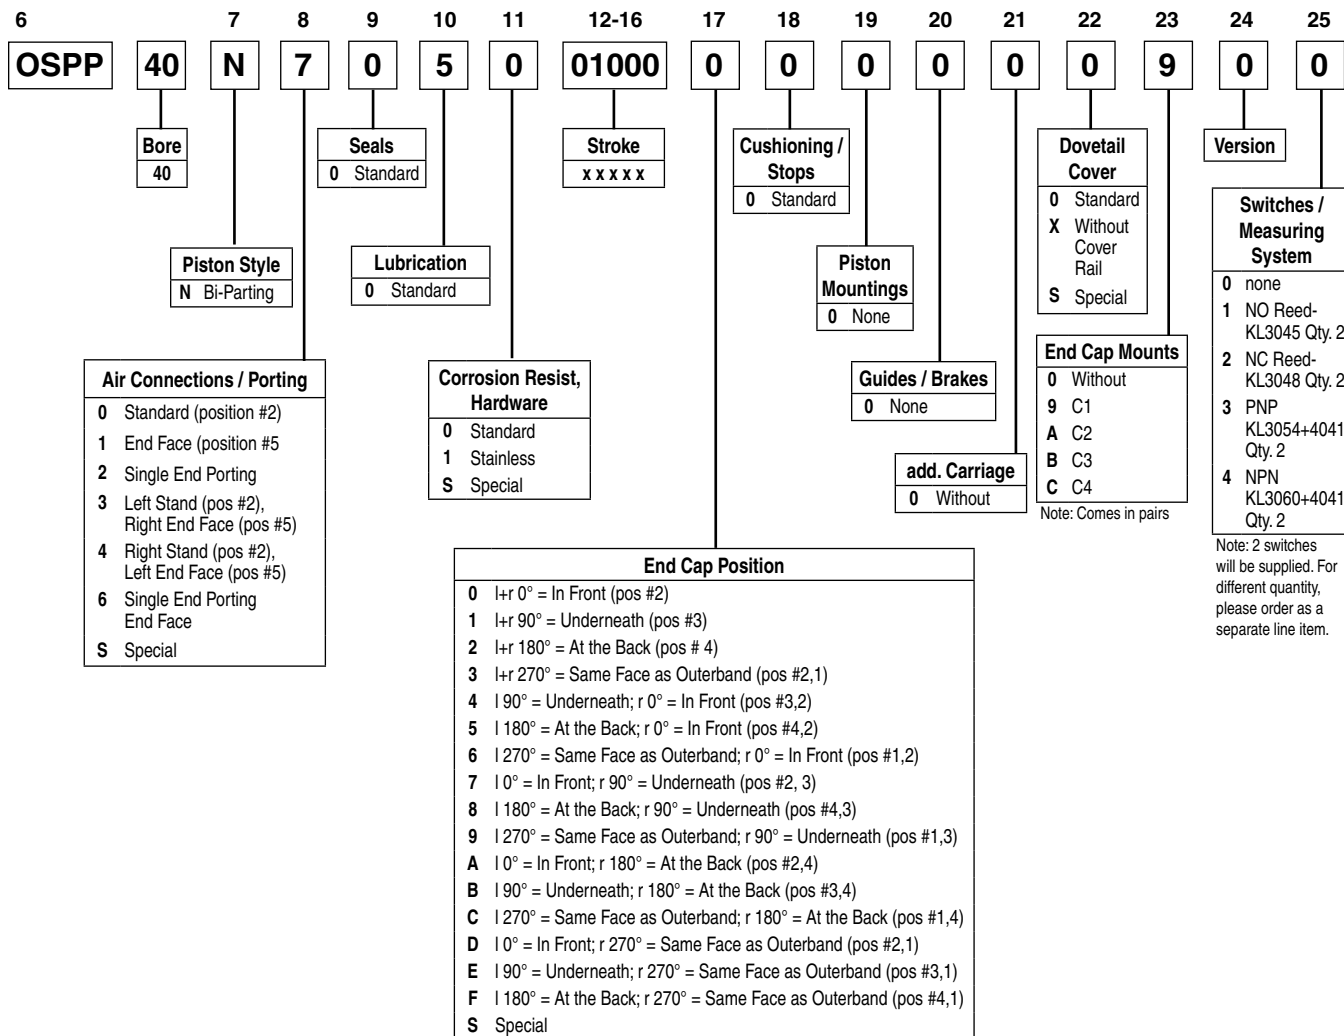 6 7 8 9 10 11 12-16 17 18 19 20 21 22 23 24 25
OSPP 40 N 7 0 5 0 01000 0 0 0 0 0 0 9 0 0
Bore
40
Seals
0 Standard
Stroke
x x x x x
Cushioning /
Stops
0 Standard
Dovetail
Cover
0 Standard
X Without
Cover
Rail
S Special
Version
Piston Style
N Bi-Parting
Lubrication
0 Standard
Piston
Mountings
0 None
Switches /
Measuring
System
0 none
1 NO Reed-
KL3045 Qty. 2
2 NC Reed-
KL3048 Qty. 2
3 PNP
KL3054+4041
Qty. 2
4 NPN
KL3060+4041
Qty. 2
Note: 2 switches
will be supplied. For
different quantity,
please order as a
separate line item.
Air Connections / Porting
0 Standard (position #2)
1 End Face (position #5
2 Single End Porting
3 Left Stand (pos #2),
Right End Face (pos #5)
4 Right Stand (pos #2),
Left End Face (pos #5)
6 Single End Porting
End Face
S Special
Corrosion Resist,
Hardware
0 Standard
1 Stainless
S Special
Guides / Brakes
0 None
End Cap Mounts
0 Without
9 C1
A C2
B C3
C C4
Note: Comes in pairs
add. Carriage
0 Without
End Cap Position
0 l+r 0° = In Front (pos #2)
1 l+r 90° = Underneath (pos #3)
2 l+r 180° = At the Back (pos # 4)
3 l+r 270° = Same Face as Outerband (pos #2,1)
4 l 90° = Underneath; r 0° = In Front (pos #3,2)
5 l 180° = At the Back; r 0° = In Front (pos #4,2)
6 l 270° = Same Face as Outerband; r 0° = In Front (pos #1,2)
7 l 0° = In Front; r 90° = Underneath (pos #2, 3)
8 l 180° = At the Back; r 90° = Underneath (pos #4,3)
9 l 270° = Same Face as Outerband; r 90° = Underneath (pos #1,3)
A l 0° = In Front; r 180° = At the Back (pos #2,4)
B l 90° = Underneath; r 180° = At the Back (pos #3,4)
C l 270° = Same Face as Outerband; r 180° = At the Back (pos #1,4)
D l 0° = In Front; r 270° = Same Face as Outerband (pos #2,1)
E l 90° = Underneath; r 270° = Same Face as Outerband (pos #3,1)
F l 180° = At the Back; r 270° = Same Face as Outerband (pos #4,1)
S Special